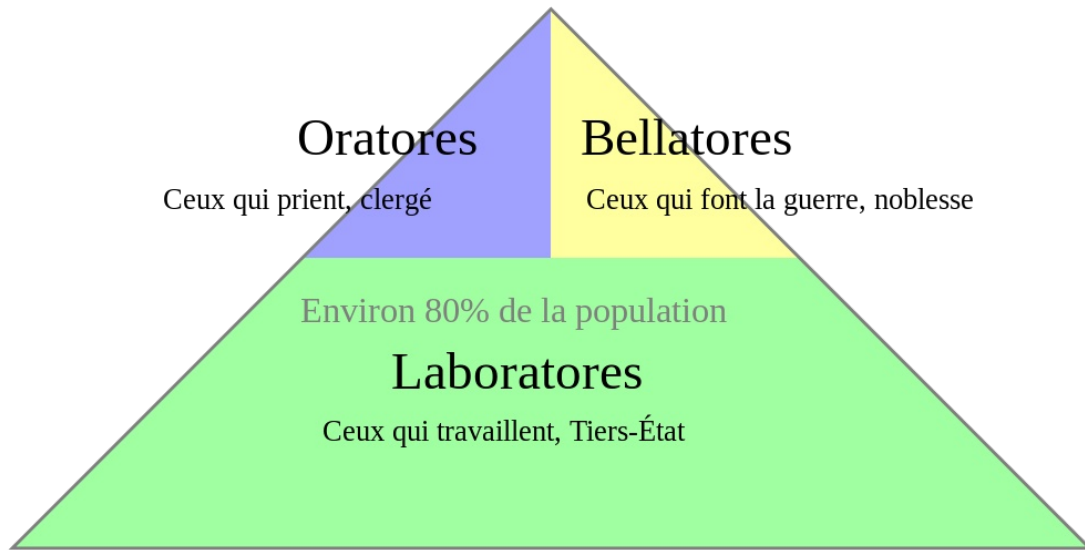 Oratores
Bellatores
Ceux qui prient, clergé
Ceux qui font la guerre, noblesse
Environ 80% de la population
Laboratores
Ceux qui travaillent, Tiers-État